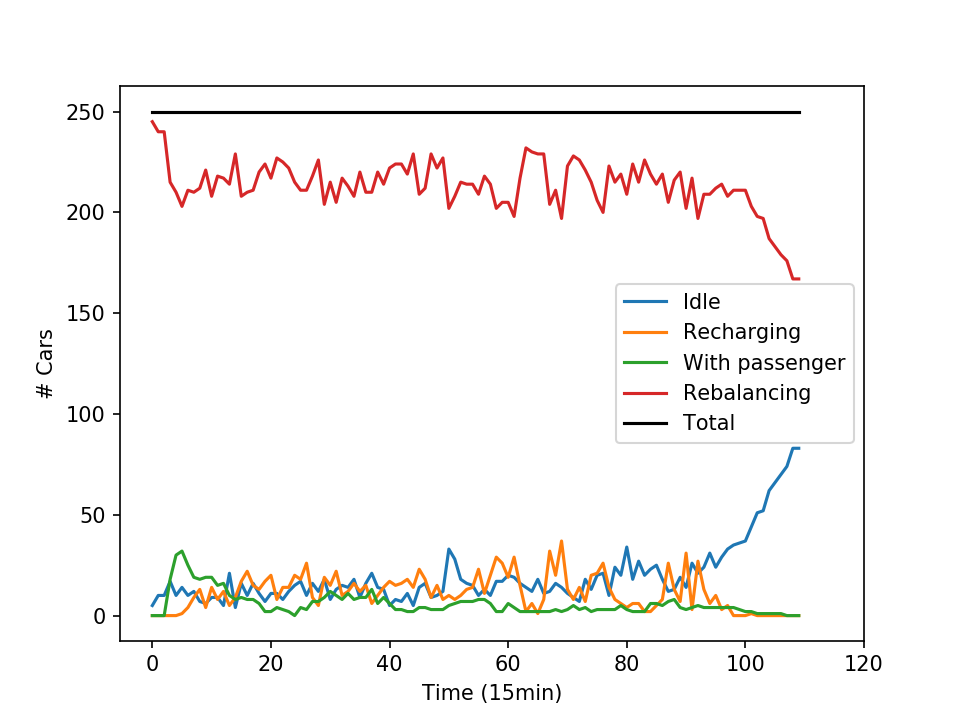 250
200
150
100
50
0
# Cars
0 20 40 60 80 100 120
Time (15min)
Idle
Recharging
With passenger
Rebalancing
Total